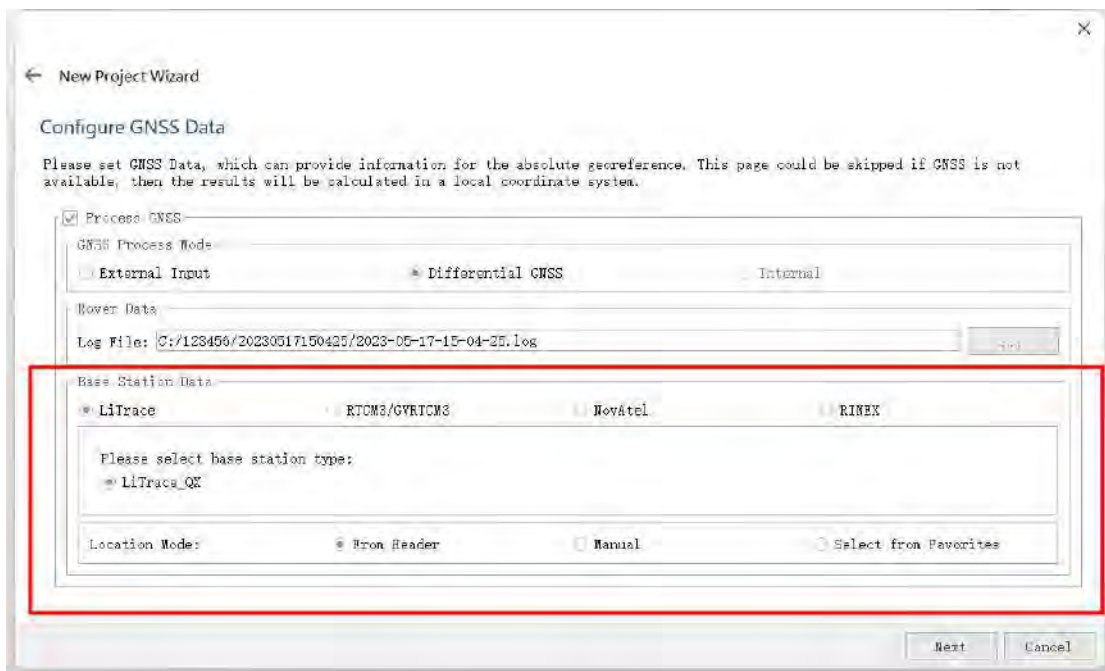 New Project Wizard
Configure GNSS Data
Please set GNSS Data, which can provide information for the absolute georeference. This page could be skipped if GNSS is not
available, then the results will be calculated in a local coordinate system.
Process GNSS
GNSS Process Mode
External Input Differential GNSS Internal
Rover Data
Log File: C:/123456/20230517150425/2023-05-17-15-04-25.log ...
Base Station Data
LiTrace RTCM3/GVRTCM3 NovAtel RINEX
Please select base station type:
LiTrace_QX
Location Mode: From Header Manual Select from Favorites
Next Cancel